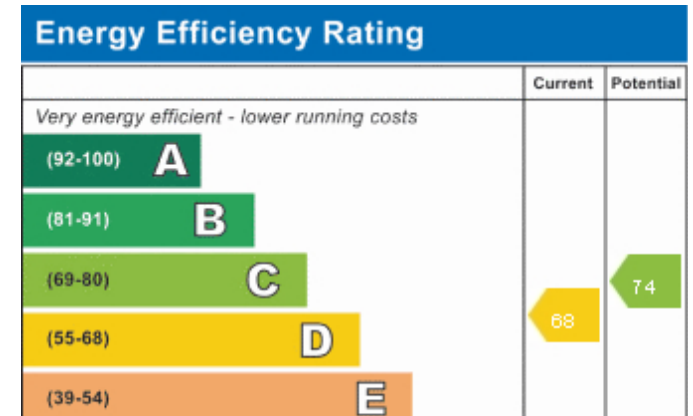 Energy Efficiency Rating
Current Potential
Very energy efficient - lower running costs
(92-100) A
(81-91) B
(69-80) C
74
68
(55-68) D
(39-54) E